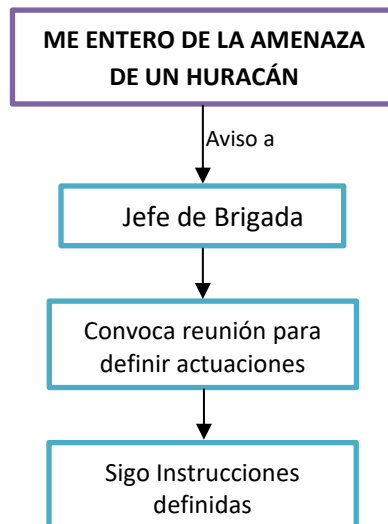 ME ENTERO DE LA AMENAZA
DE UN HURACÁN
Aviso a
Jefe de Brigada
Convoca reunión para
definir actuaciones
Sigo Instrucciones
definidas